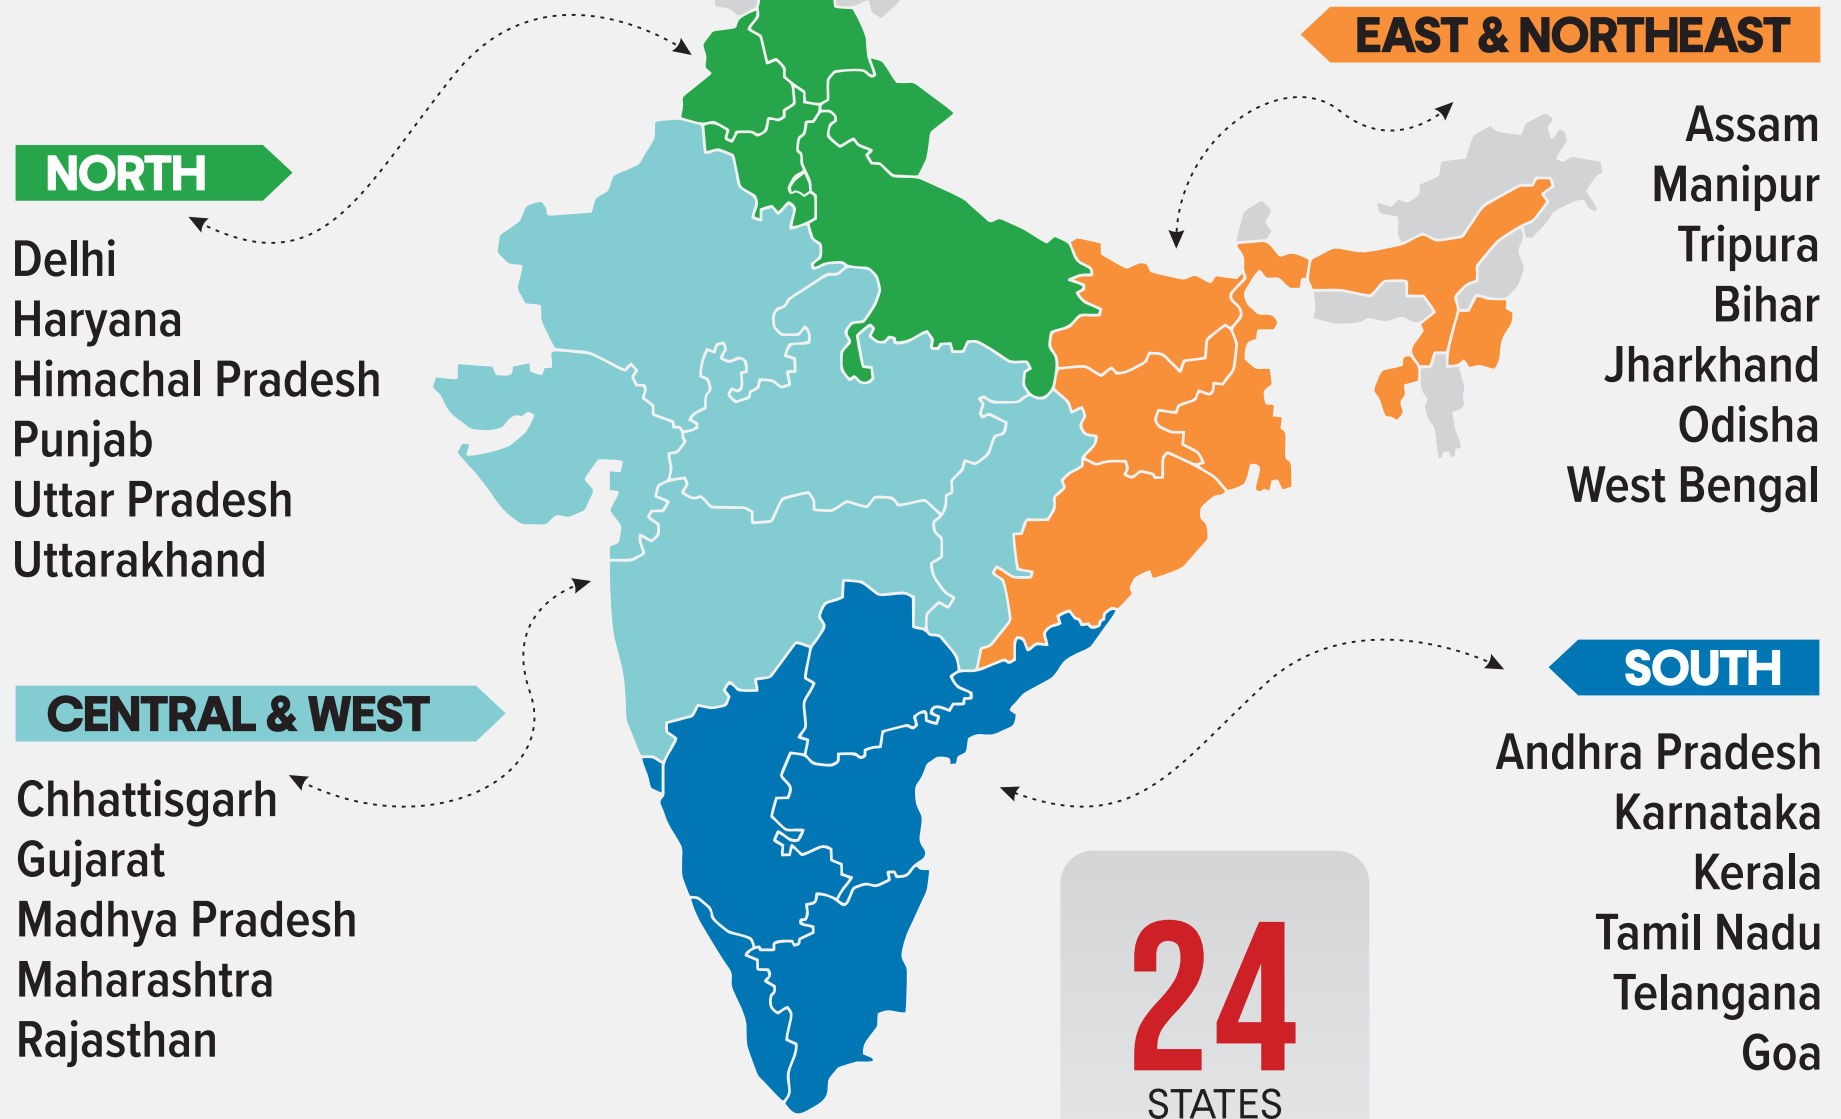 NORTH
Delhi
Haryana
Himachal Pradesh
Punjab
Uttar Pradesh
Uttarakhand
CENTRAL & WEST
Chhattisgarh
Gujarat
Madhya Pradesh
Maharashtra
Rajasthan
EAST & NORTHEAST
Assam
Manipur
Tripura
Bihar
Jharkhand
Odisha
West Bengal
SOUTH
Andhra Pradesh
Karnataka
Kerala
Tamil Nadu
Telangana
Goa
24
STATES